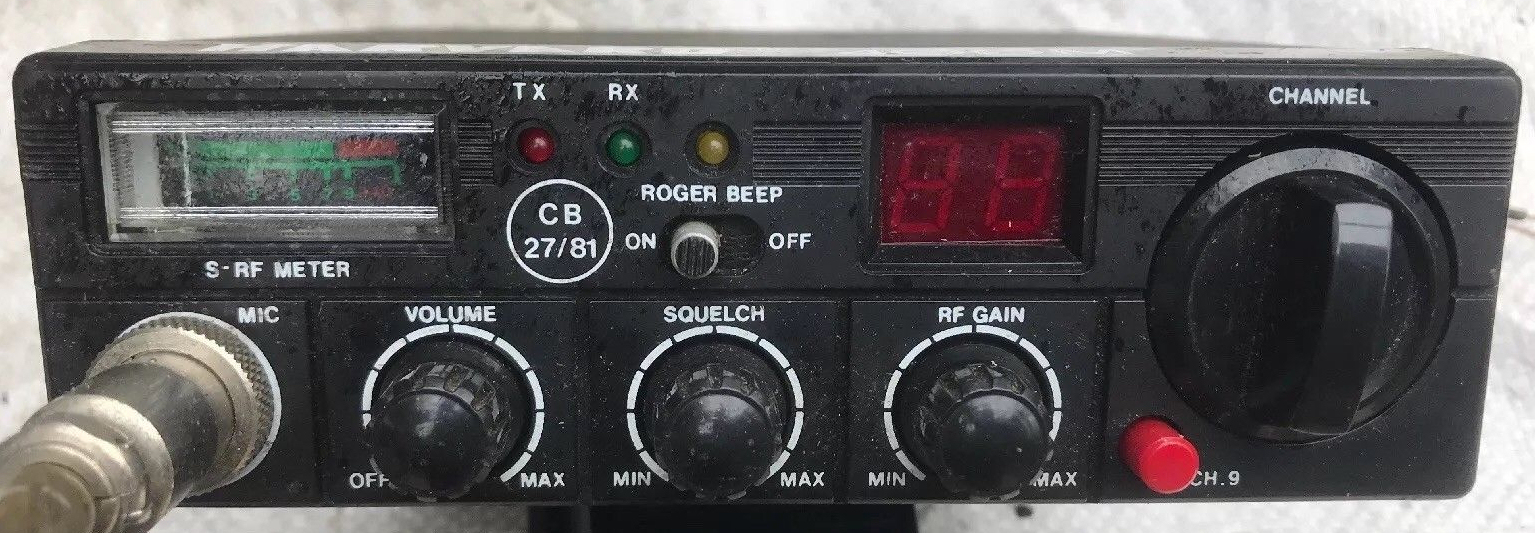 TX RX
CHANNEL
ROGER BEEP
CB
27/81
ON OFF
S-RF METER
MIC
VOLUME
SQUELCH
RF GAIN
OFF MAX
MIN MAX
MIN MAX
CH.9